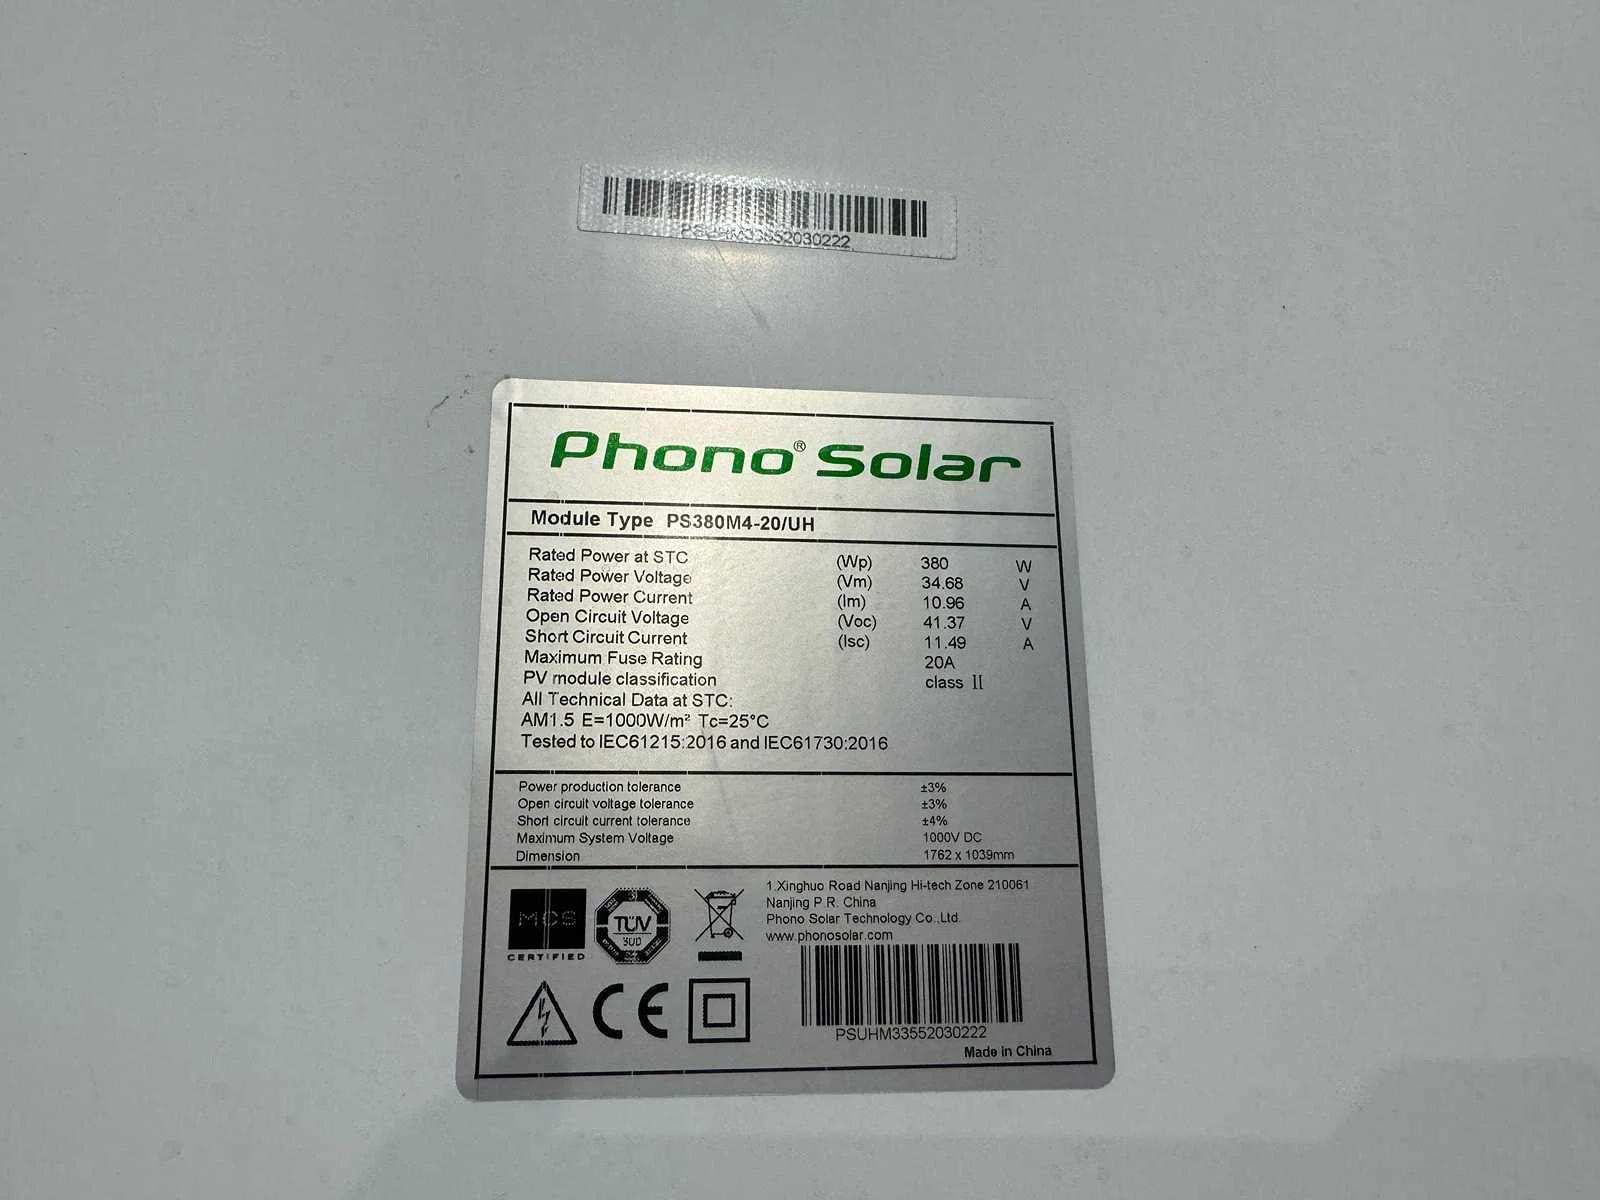 PSUHM33552030222
Phono® Solar
Module Type PS380M4-20/UH
Rated Power at STC (Wp) 380 W
Rated Power Voltage (Vm) 34.68 V
Rated Power Current (Im) 10.96 A
Open Circuit Voltage (Voc) 41.37 V
Short Circuit Current (Isc) 11.49 A
Maximum Fuse Rating 20A
PV module classification class II
All Technical Data at STC:
AM1.5 E=1000W/m² Tc=25°C
Tested to IEC61215:2016 and IEC61730:2016
Power production tolerance ±3%
Open circuit voltage tolerance ±3%
Short circuit current tolerance ±4%
Maximum System Voltage 1000V DC
Dimension 1762 x 1039mm
MCS
CERTIFIED
TÜV
SÜD
1.Xinghuo Road Nanjing Hi-tech Zone 210061
Nanjing P.R. China
Phono Solar Technology Co.,Ltd.
www.phonosolar.com
CE
PSUHM33552030222
Made in China